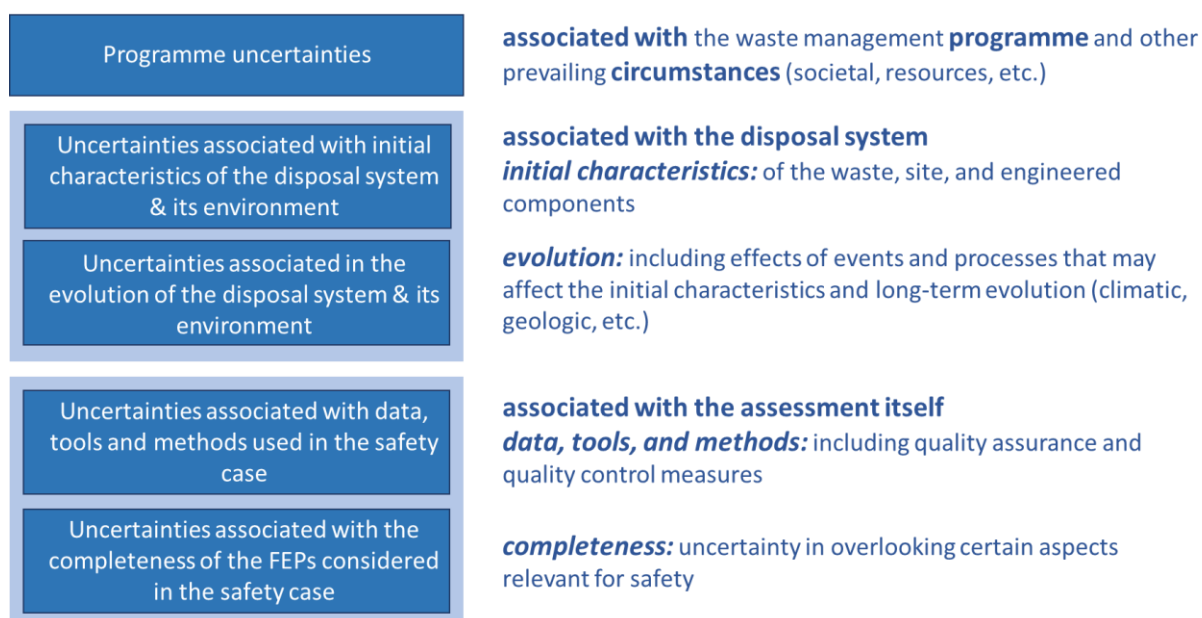 Programme uncertainties
associated with the waste management programme and other
prevailing circumstances (societal, resources, etc.)
Uncertainties associated with initial
characteristics of the disposal system
& its environment
associated with the disposal system
initial characteristics: of the waste, site, and engineered
components
Uncertainties associated in the
evolution of the disposal system & its
environment
evolution: including effects of events and processes that may
affect the initial characteristics and long-term evolution (climatic,
geologic, etc.)
Uncertainties associated with data,
tools and methods used in the safety
case
associated with the assessment itself
data, tools, and methods: including quality assurance and
quality control measures
Uncertainties associated with the
completeness of the FEPs considered
in the safety case
completeness: uncertainty in overlooking certain aspects
relevant for safety